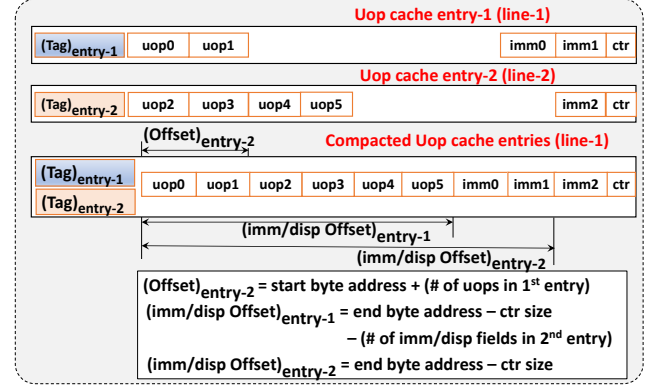 Uop cache entry-1 (line-1)
(Tag)entry-1 uop0 uop1 imm0 imm1 ctr
Uop cache entry-2 (line-2)
(Tag)entry-2 uop2 uop3 uop4 uop5 imm2 ctr
(Offset)entry-2 Compacted Uop cache entries (line-1)
(Tag)entry-1
(Tag)entry-2
uop0 uop1 uop2 uop3 uop4 uop5 imm0 imm1 imm2 ctr
(imm/disp Offset)entry-1
(imm/disp Offset)entry-2
(Offset)entry-2 = start byte address + (# of uops in 1st entry)
(imm/disp Offset)entry-1 = end byte address – ctr size
– (# of imm/disp fields in 2nd entry)
(imm/disp Offset)entry-2 = end byte address – ctr size